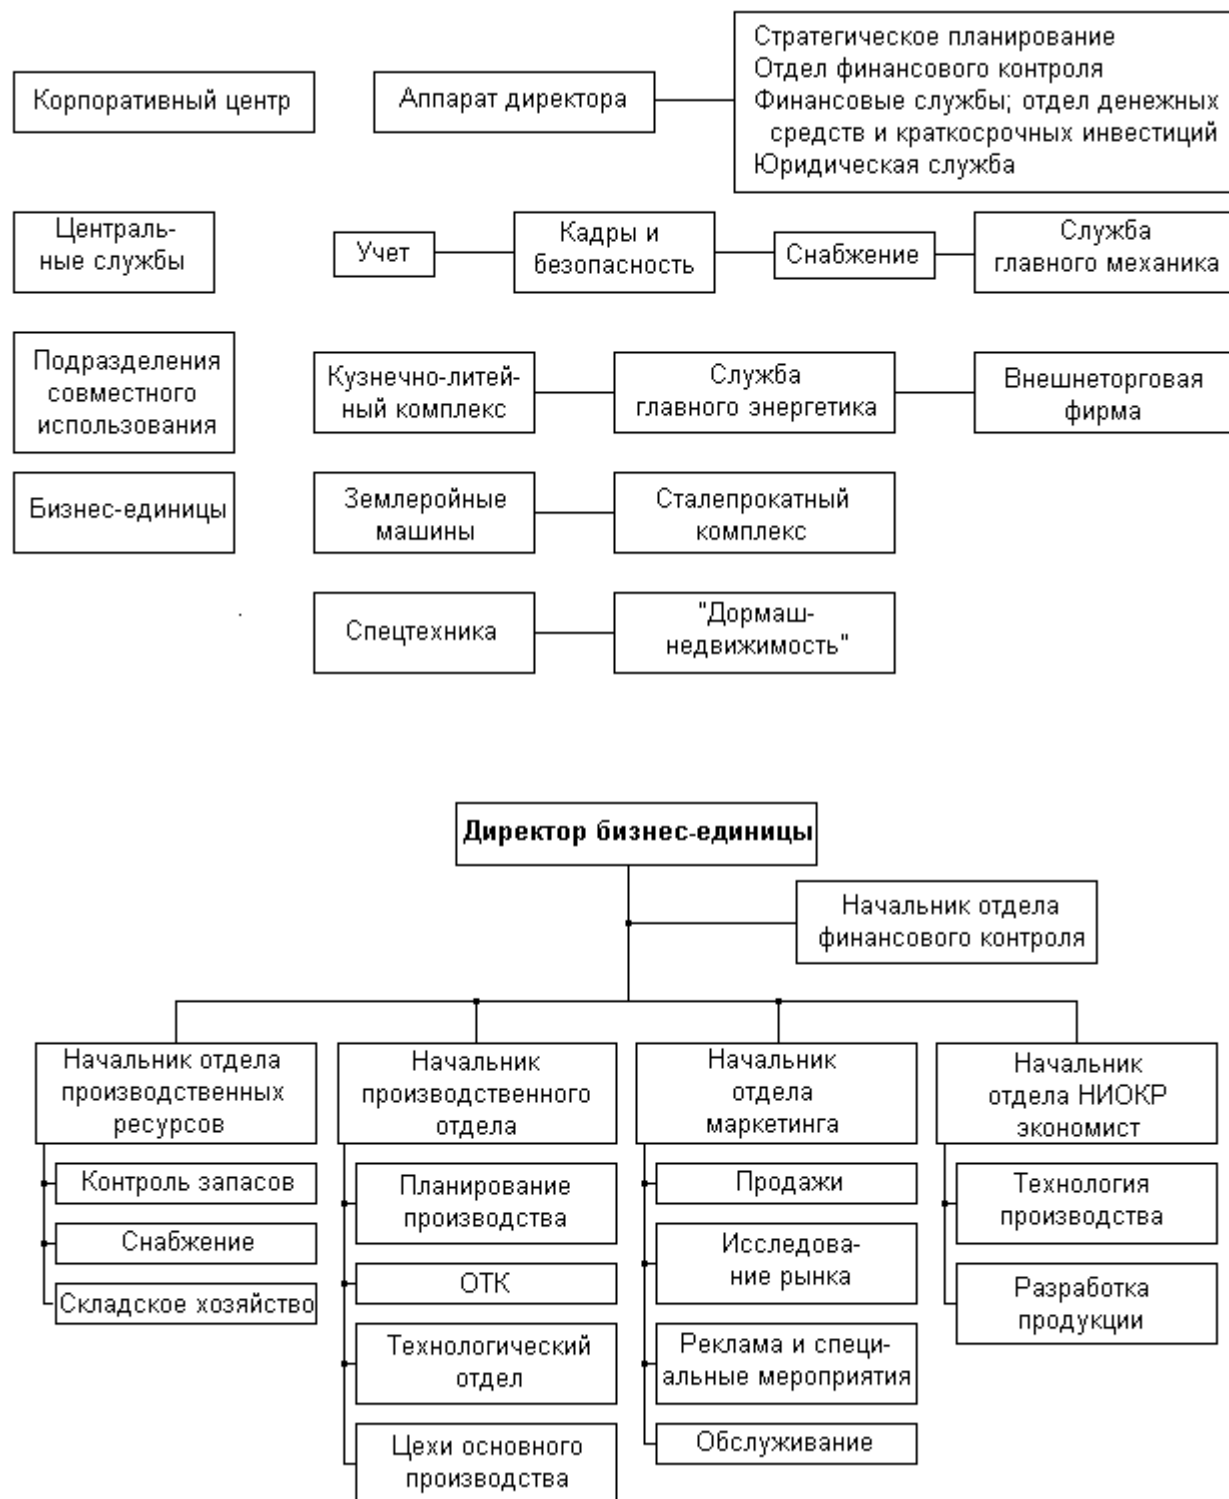 Корпоративный центр
Аппарат директора
Стратегическое планирование
Отдел финансового контроля
Финансовые службы; отдел денежных
средств и краткосрочных инвестиций
Юридическая служба
Централь-
ные службы
Учет
Кадры и
безопасность
Снабжение
Служба
главного механика
Подразделения
совместного
использования
Кузнечно-литей-
ный комплекс
Служба
главного энергетика
Внешнеторговая
фирма
Бизнес-единицы
Землеройные
машины
Сталепрокатный
комплекс
Спецтехника
"Дормаш-
недвижимость"
Директор бизнес-единицы
Начальник отдела
финансового контроля
Начальник отдела
производственных
ресурсов
Контроль запасов
Снабжение
Складское хозяйство
Начальник
производственного
отдела
Планирование
производства
ОТК
Технологический
отдел
Цехи основного
производства
Начальник
отдела
маркетинга
Продажи
Исследова-
ние рынка
Реклама и специ-
альные мероприятия
Обслуживание
Начальник
отдела НИОКР
экономист
Технология
производства
Разработка
продукции